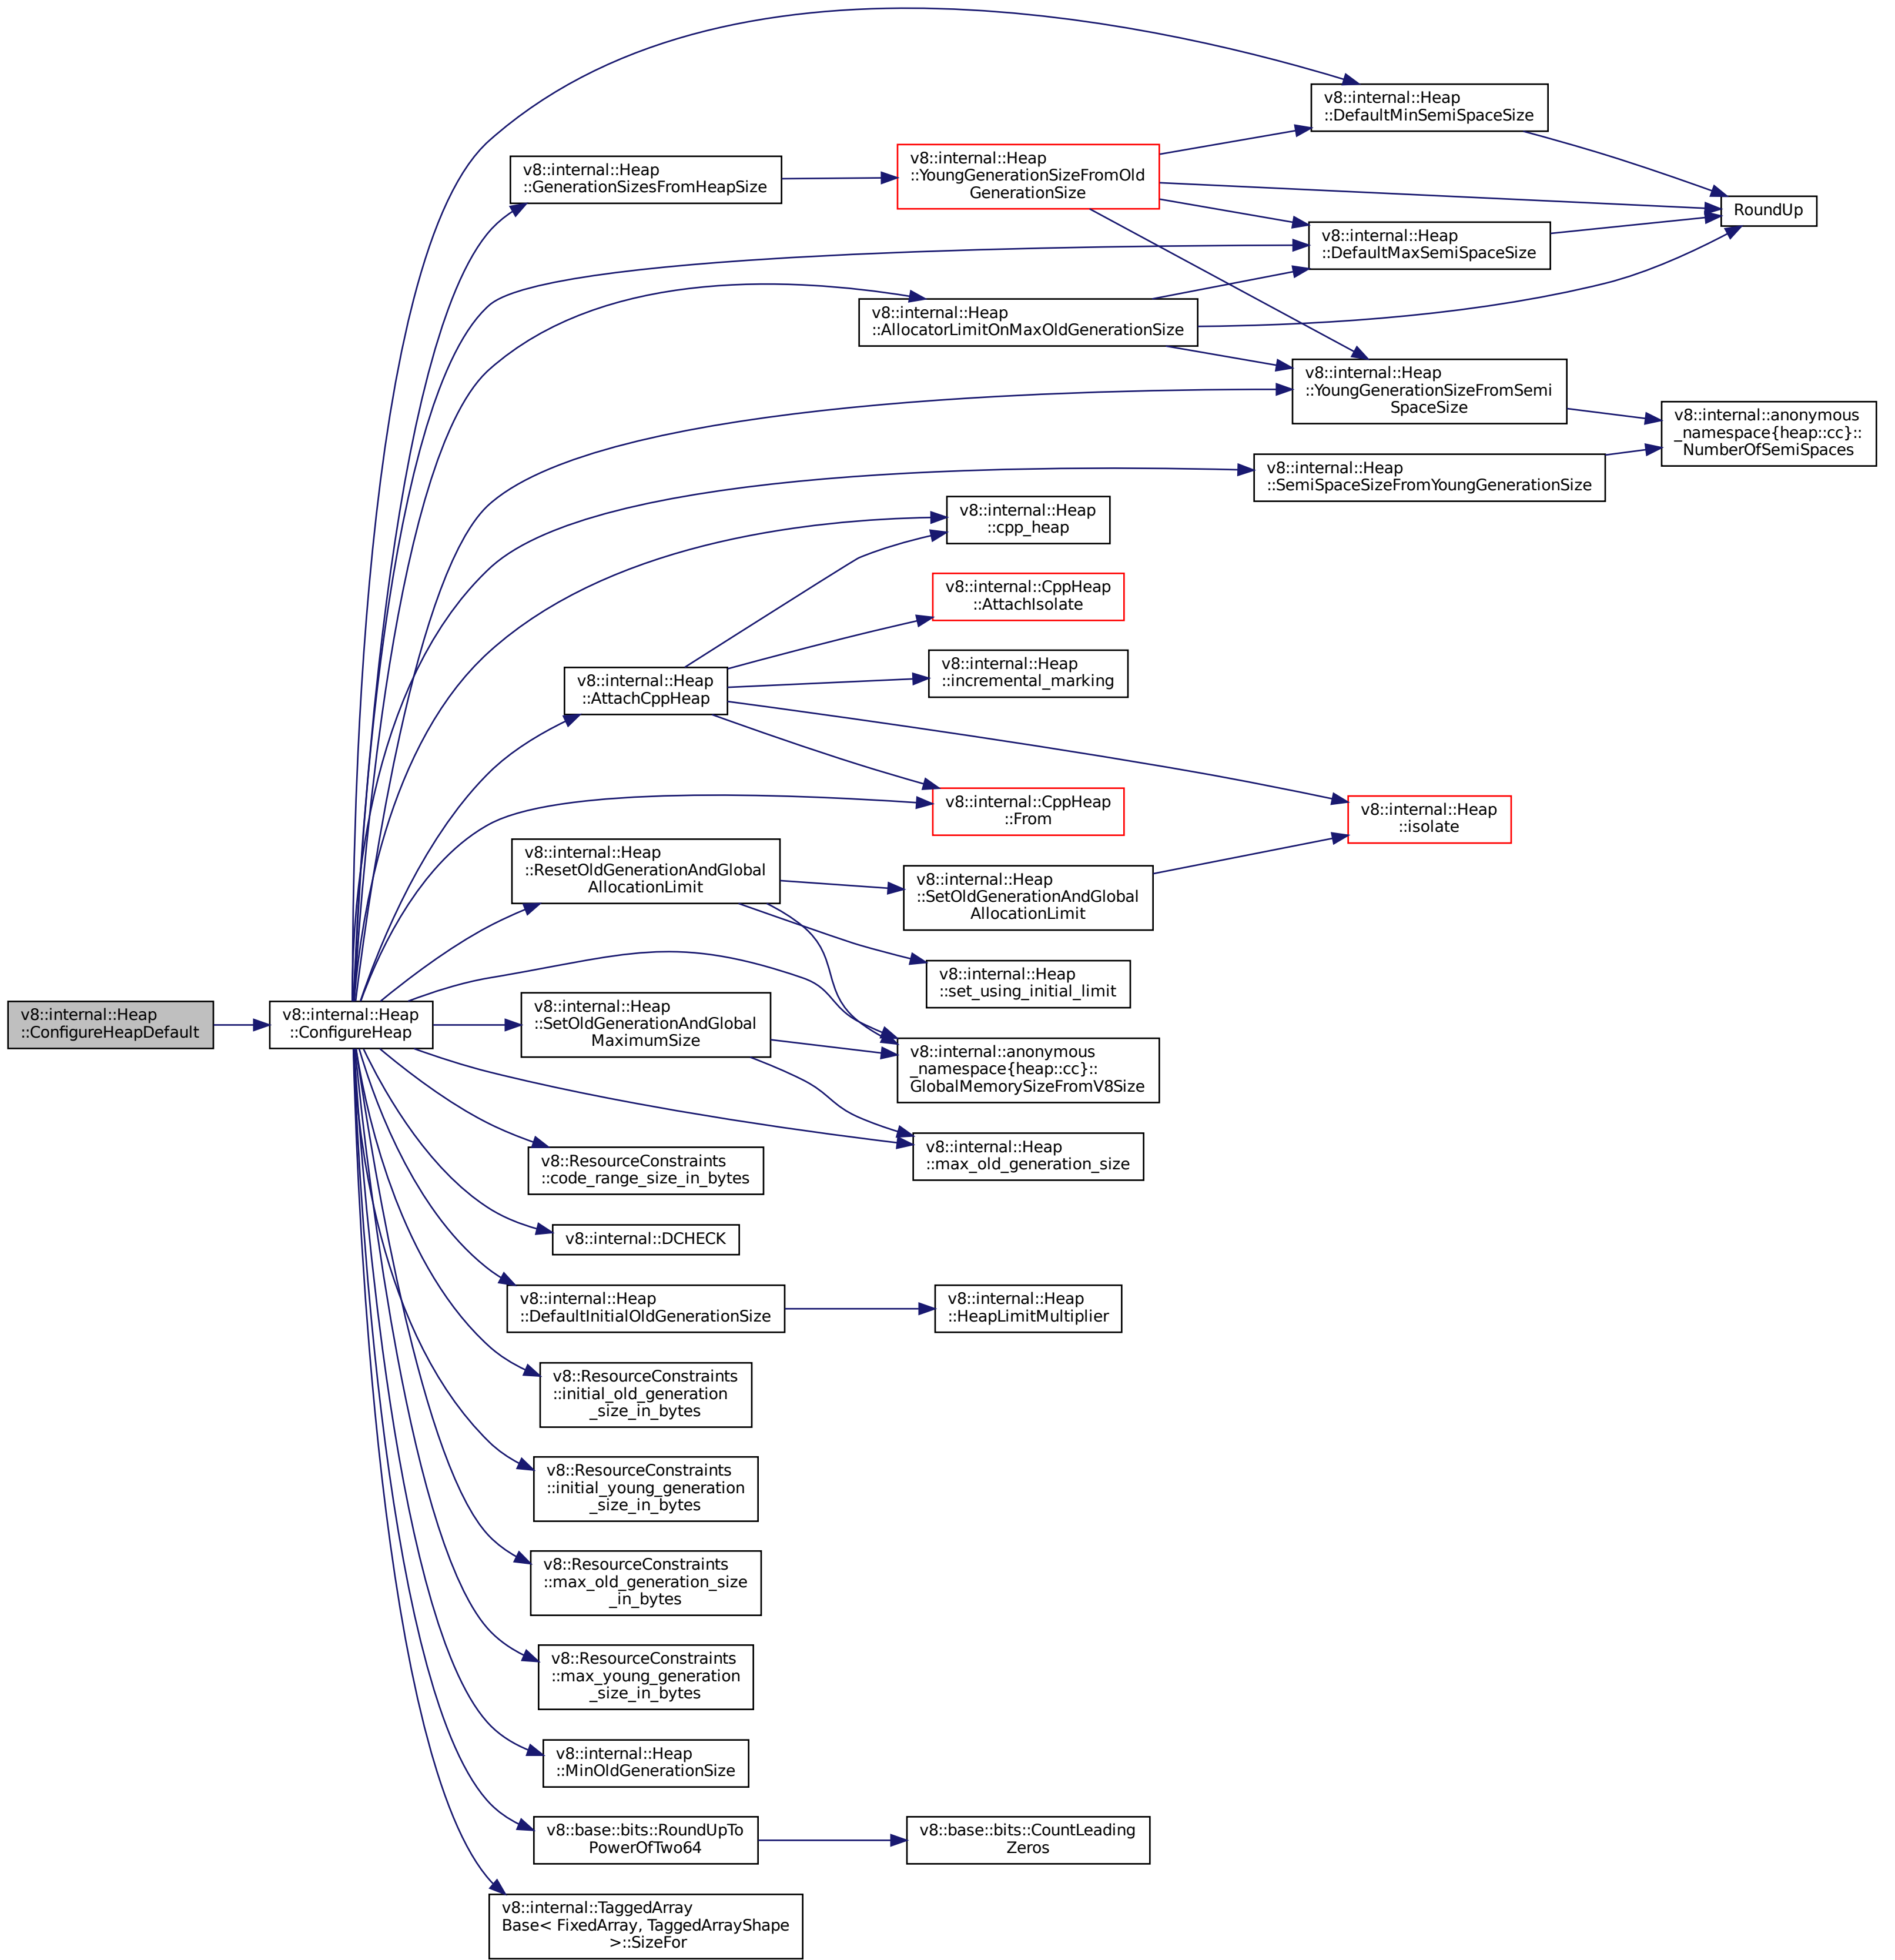 v8::internal::Heap
::DefaultMinSemiSpaceSize
v8::internal::Heap
::GenerationSizesFromHeapSize
v8::internal::Heap
::YoungGenerationSizeFromOld
GenerationSize
RoundUp
v8::internal::Heap
::DefaultMaxSemiSpaceSize
v8::internal::Heap
::AllocatorLimitOnMaxOldGenerationSize
v8::internal::Heap
::YoungGenerationSizeFromSemi
SpaceSize
v8::internal::anonymous
_namespace{heap::cc}::
NumberOfSemiSpaces
v8::internal::Heap
::SemiSpaceSizeFromYoungGenerationSize
v8::internal::Heap
::cpp_heap
v8::internal::CppHeap
::AttachIsolate
v8::internal::Heap
::incremental_marking
v8::internal::Heap
::AttachCppHeap
v8::internal::CppHeap
::From
v8::internal::Heap
::isolate
v8::internal::Heap
::ResetOldGenerationAndGlobal
AllocationLimit
v8::internal::Heap
::SetOldGenerationAndGlobal
AllocationLimit
v8::internal::Heap
::set_using_initial_limit
v8::internal::Heap
::ConfigureHeapDefault
v8::internal::Heap
::ConfigureHeap
v8::internal::Heap
::SetOldGenerationAndGlobal
MaximumSize
v8::internal::anonymous
_namespace{heap::cc}::
GlobalMemorySizeFromV8Size
v8::internal::Heap
::max_old_generation_size
v8::ResourceConstraints
::code_range_size_in_bytes
v8::internal::DCHECK
v8::internal::Heap
::DefaultInitialOldGenerationSize
v8::internal::Heap
::HeapLimitMultiplier
v8::ResourceConstraints
::initial_old_generation
_size_in_bytes
v8::ResourceConstraints
::initial_young_generation
_size_in_bytes
v8::ResourceConstraints
::max_old_generation_size
_in_bytes
v8::ResourceConstraints
::max_young_generation
_size_in_bytes
v8::internal::Heap
::MinOldGenerationSize
v8::base::bits::RoundUpTo
PowerOfTwo64
v8::base::bits::CountLeading
Zeros
v8::internal::TaggedArray
Base< FixedArray, TaggedArrayShape
>::SizeFor